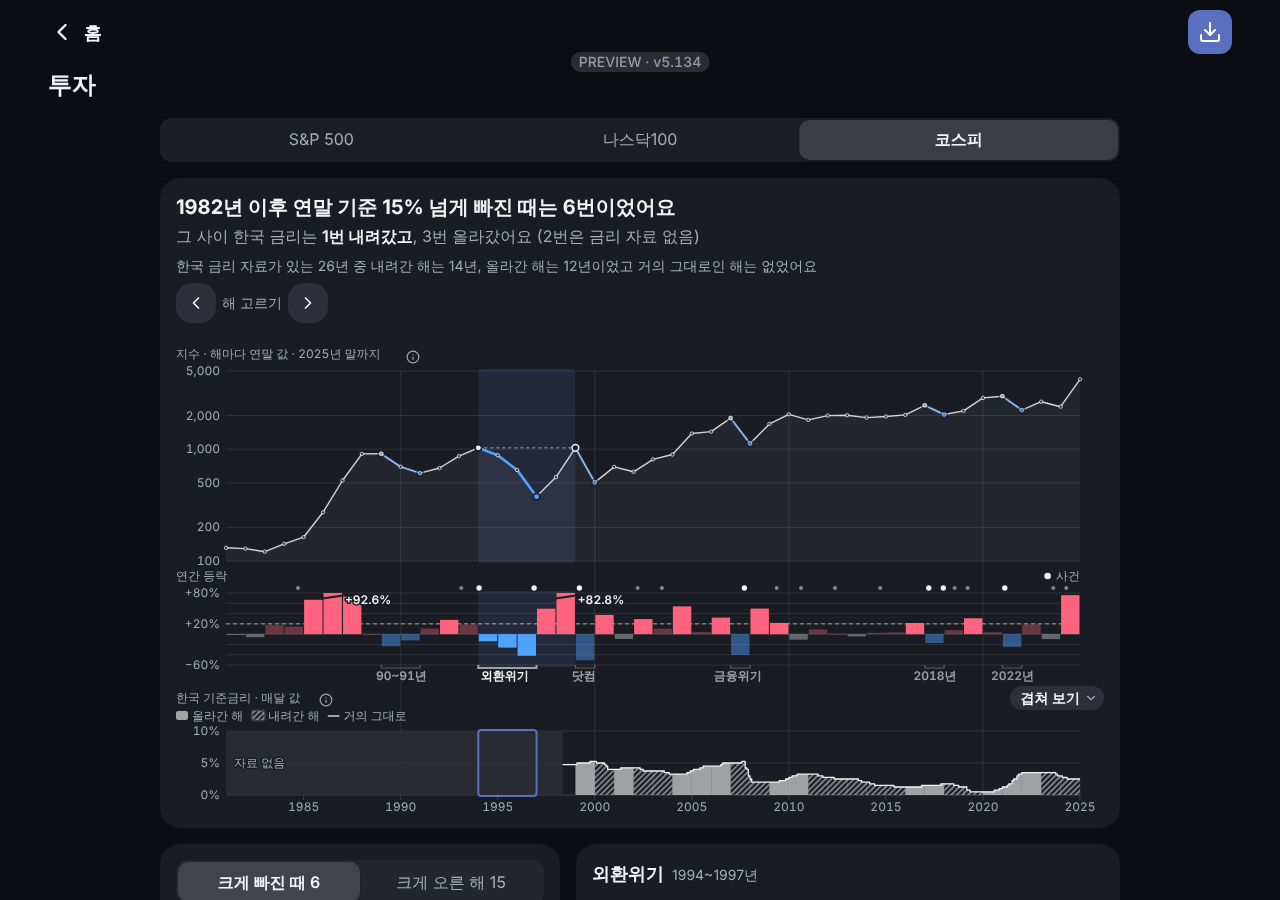 홈
PREVIEW · v5.134
투자
S&P 500
나스닥100
코스피
1982년 이후 연말 기준 15% 넘게 빠진 때는 6번이었어요
그 사이 한국 금리는 1번 내려갔고, 3번 올라갔어요 (2번은 금리 자료 없음)
한국 금리 자료가 있는 26년 중 내려간 해는 14년, 올라간 해는 12년이었고 거의 그대로인 해는 없었어요
해 고르기
지수 · 해마다 연말 값 · 2025년 말까지
5,000
2,000
1,000
500
200
100
연간 등락
사건
+80%
+92.6%
+82.8%
+20%
−60%
90~91년
외환위기
닷컴
금융위기
2018년
2022년
한국 기준금리 · 매달 값
겹쳐 보기
올라간 해
내려간 해
거의 그대로
10%
5%
자료 없음
0%
1985
1990
1995
2000
2005
2010
2015
2020
2025
크게 빠진 때 6
크게 오른 해 15
외환위기 1994~1997년